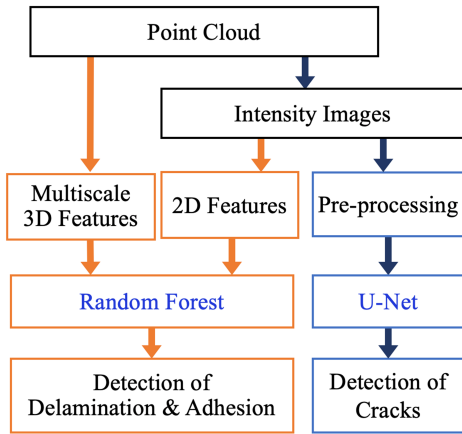 Point Cloud
Intensity Images
Multiscale
3D Features
2D Features
Pre-processing
Random Forest
U-Net
Detection of
Delamination & Adhesion
Detection of
Cracks